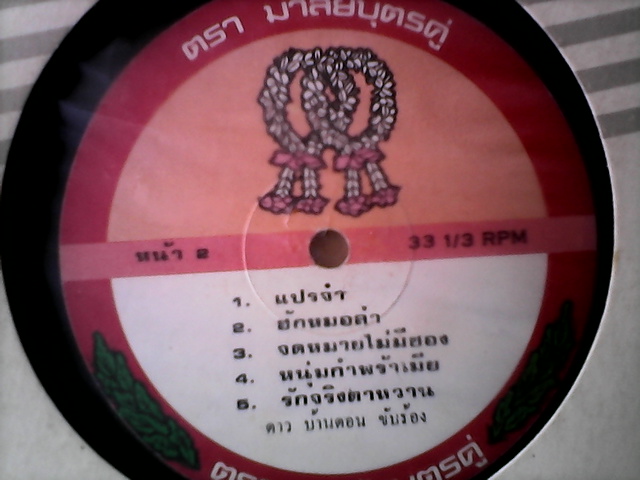 ตรา มาลัยบุตรคู่
หน้า 2
33 1/3 RPM
1. แปรจ๋า
2. ฮักหมอลำ
3. จดหมายไม่มีซอง
4. หนุ่มกำพร้าเมีย
5. รักจริงตาหวาน
ดาว บ้านดอน ขับร้อง